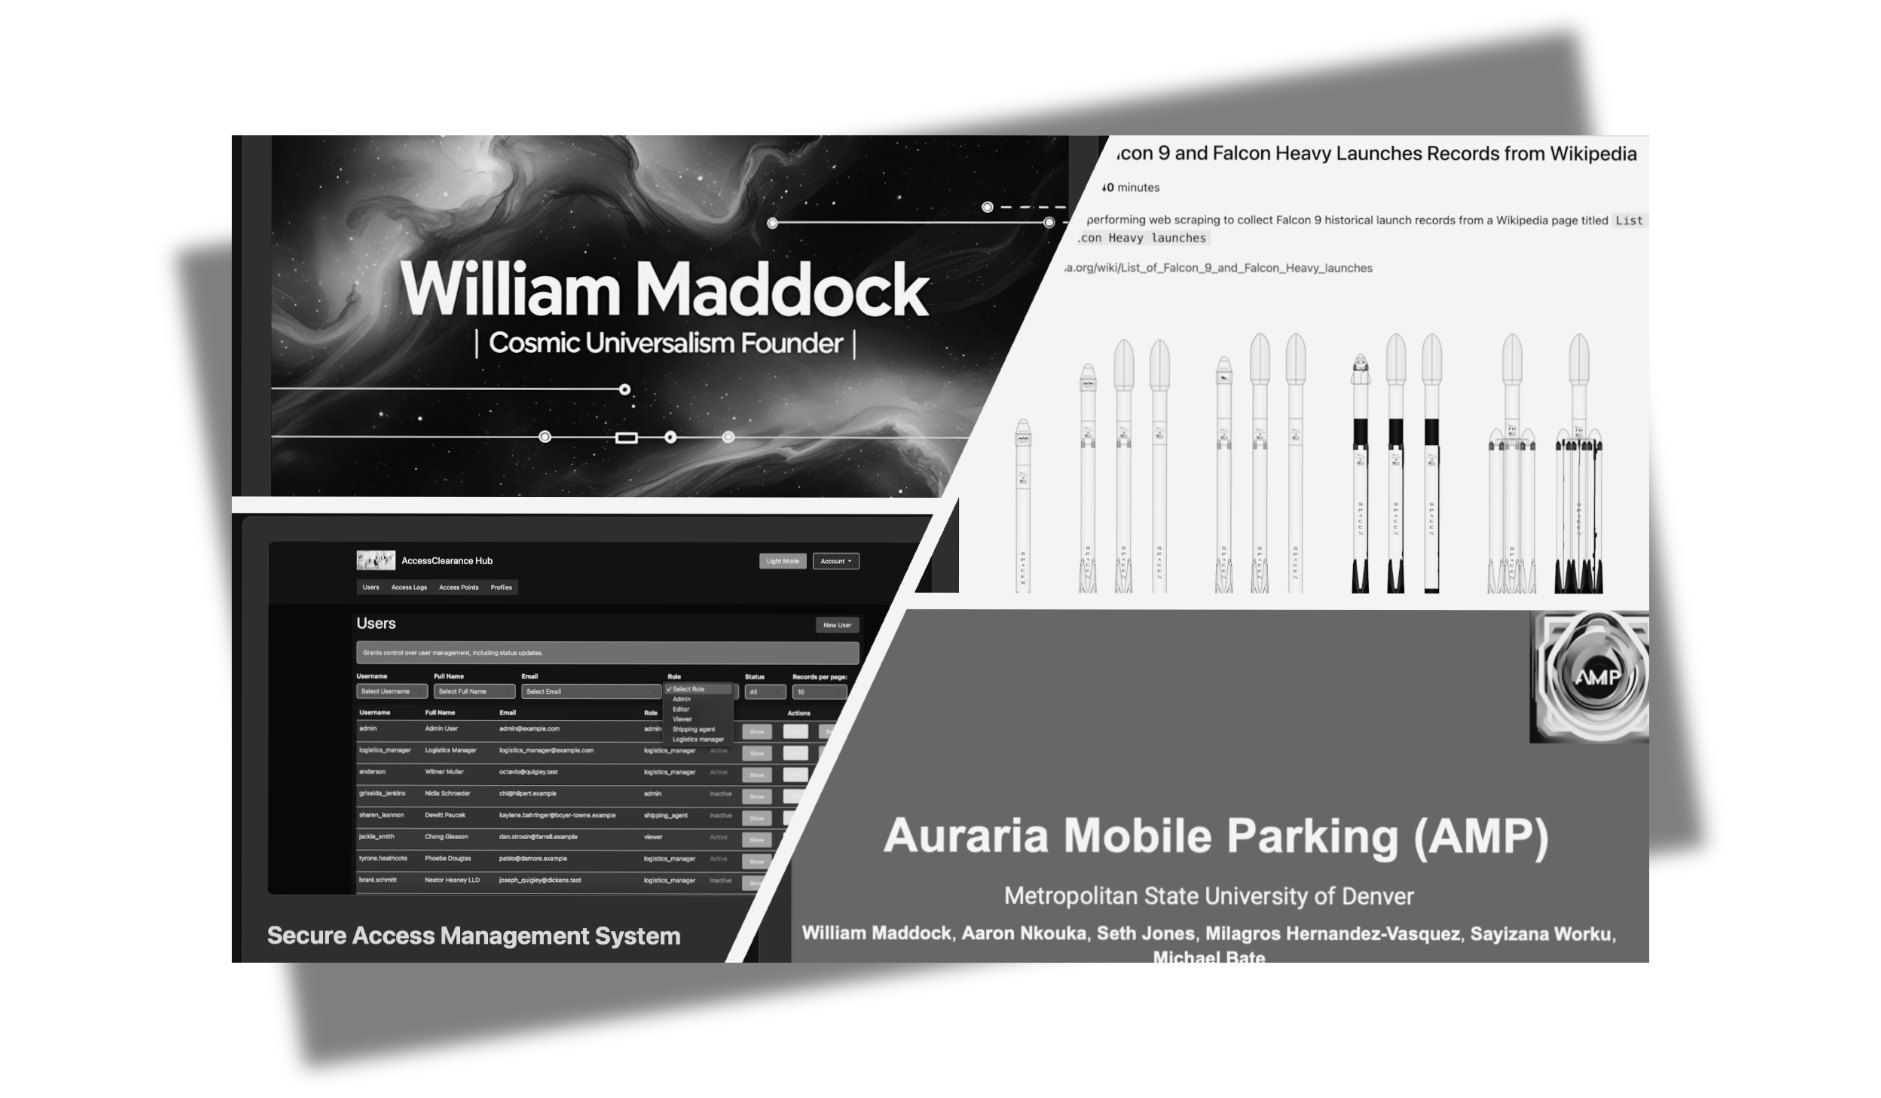 William Maddock
| Cosmic Universalism Founder |
con 9 and Falcon Heavy Launches Records from Wikipedia
40 minutes
performing web scraping to collect Falcon 9 historical launch records from a Wikipedia page titled List
con Heavy launches
a.org/wiki/List_of_Falcon_9_and_Falcon_Heavy_launches
AccessClearance Hub
Light Mode Account
Users Access Logs Access Points Profiles
Users
New User
Grants control over user management, including status updates.
Username Full Name Email Role Status Records per page:
Select Username Select Full Name Select Email ✓ Select Role All 10
Admin
Editor
Viewer
Shipping agent
Logistics manager
Username Full Name Email Role Actions
admin Admin User admin@example.com admin Show
logistics_manager Logistics Manager logistics_manager@example.com logistics_manager Active Show
anderson Wilmer Muller octavio@quigley.test logistics_manager Active Show
griselda_jenkins Nidia Schroeder chi@hilpert.example admin Inactive Show
sharen_leannon Dewitt Paucek kaylene.bahringer@boyer-towne.example shipping_agent Inactive Show
jackie_smith Chong Gleason dan.strosin@farrell.example viewer Active Show
tyrone.heathcote Phoebe Douglas pablo@damore.example logistics_manager Active Show
brant.schmitt Nestor Heaney LLD joseph_quigley@dickens.test logistics_manager Inactive
Secure Access Management System
AMP
Auraria Mobile Parking (AMP)
Metropolitan State University of Denver
William Maddock, Aaron Nkouka, Seth Jones, Milagros Hernandez-Vasquez, Sayizana Worku,
Michael Bate